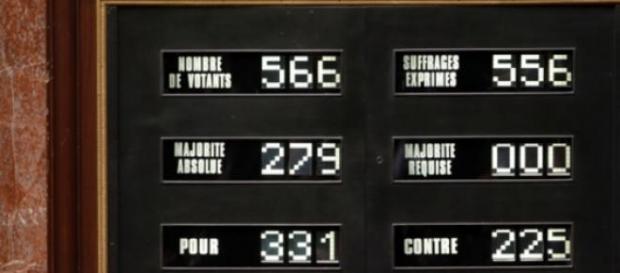 NOMBRE
DE VOTANTS 566
SUFFRAGES
EXPRIMES 556
MAJORITE
ABSOLUE 279
MAJORITE
REQUISE 000
POUR 331
CONTRE 225